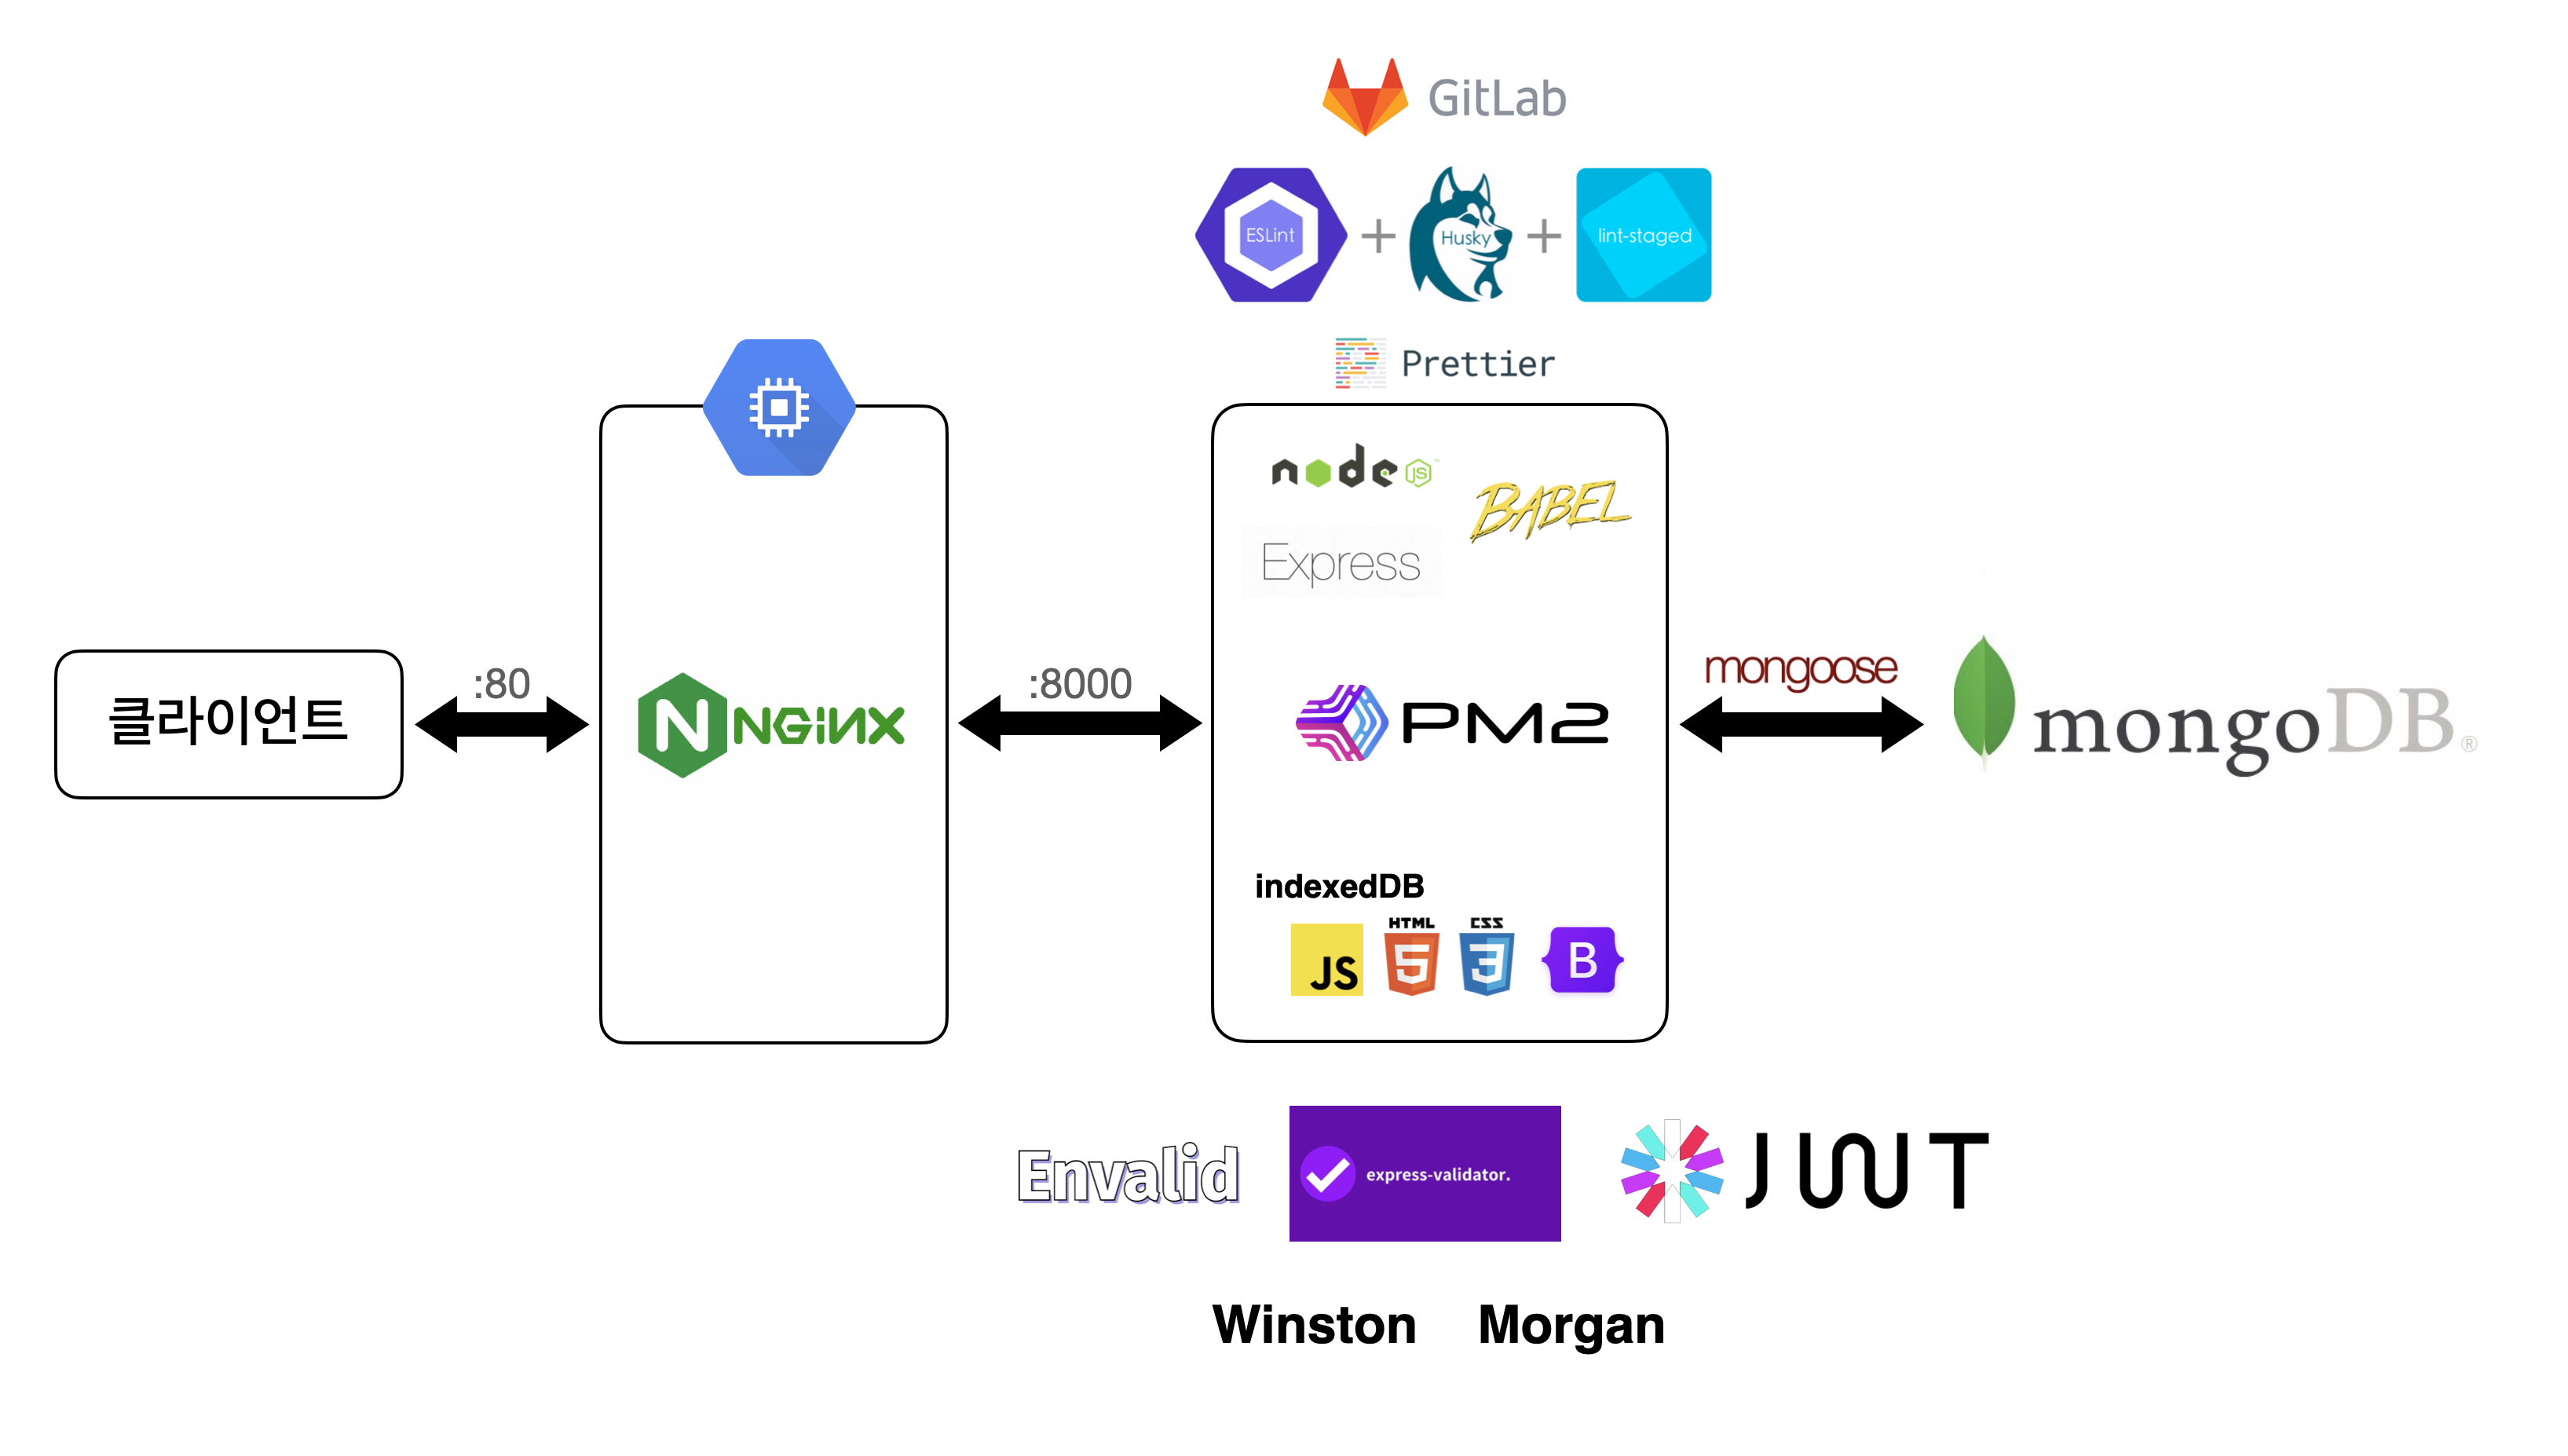 GitLab
ESLint + Husky + lint-staged
Prettier
node JS ™
BABEL
Express
클라이언트
:80
NGINX
:8000
PM2
mongoose
mongoDB®
indexedDB
JS
HTML
5
CSS
3
B
Envalid
express-validator.
JWT
Winston Morgan